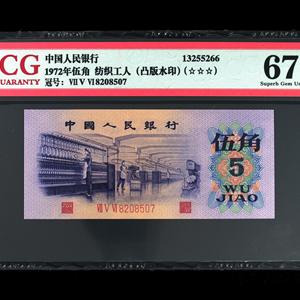 CG
GUARANTY
中国人民银行
13255266
1972年伍角 纺织工人（凸版水印）(☆☆☆)
冠号：Ⅶ Ⅴ Ⅵ8208507
67
Superb Gem U
中国人民银行
伍角
5
WU
JIAO
Ⅶ Ⅴ Ⅵ8208507